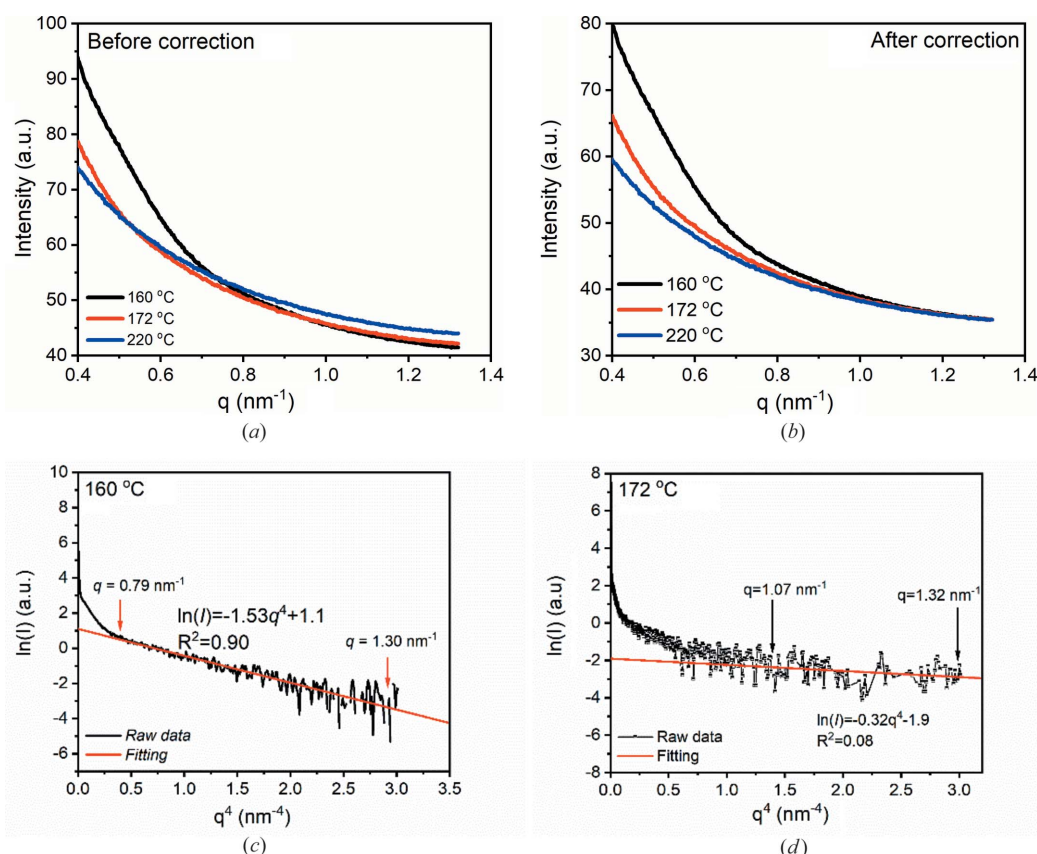 Before correction
100
90
80
70
60
50
40
Intensity (a.u.)
160 °C
172 °C
220 °C
0.4 0.6 0.8 1.0 1.2 1.4
q (nm⁻¹)
(a)
After correction
80
70
60
50
40
30
Intensity (a.u.)
160 °C
172 °C
220 °C
0.4 0.6 0.8 1.0 1.2 1.4
q (nm⁻¹)
(b)
160 °C
10
8
6
4
2
0
-2
-4
-6
ln(I) (a.u.)
q = 0.79 nm⁻¹
ln(I)=-1.53q⁴+1.1
R²=0.90
q = 1.30 nm⁻¹
Raw data
Fitting
0.0 0.5 1.0 1.5 2.0 2.5 3.0 3.5
q⁴ (nm⁻⁴)
(c)
172 °C
8
6
4
2
0
-2
-4
-6
-8
ln(I) (a.u)
q=1.07 nm⁻¹
q=1.32 nm⁻¹
ln(I)=-0.32q⁴-1.9
R²=0.08
Raw data
Fitting
0.0 0.5 1.0 1.5 2.0 2.5 3.0
q⁴ (nm⁻⁴)
(d)